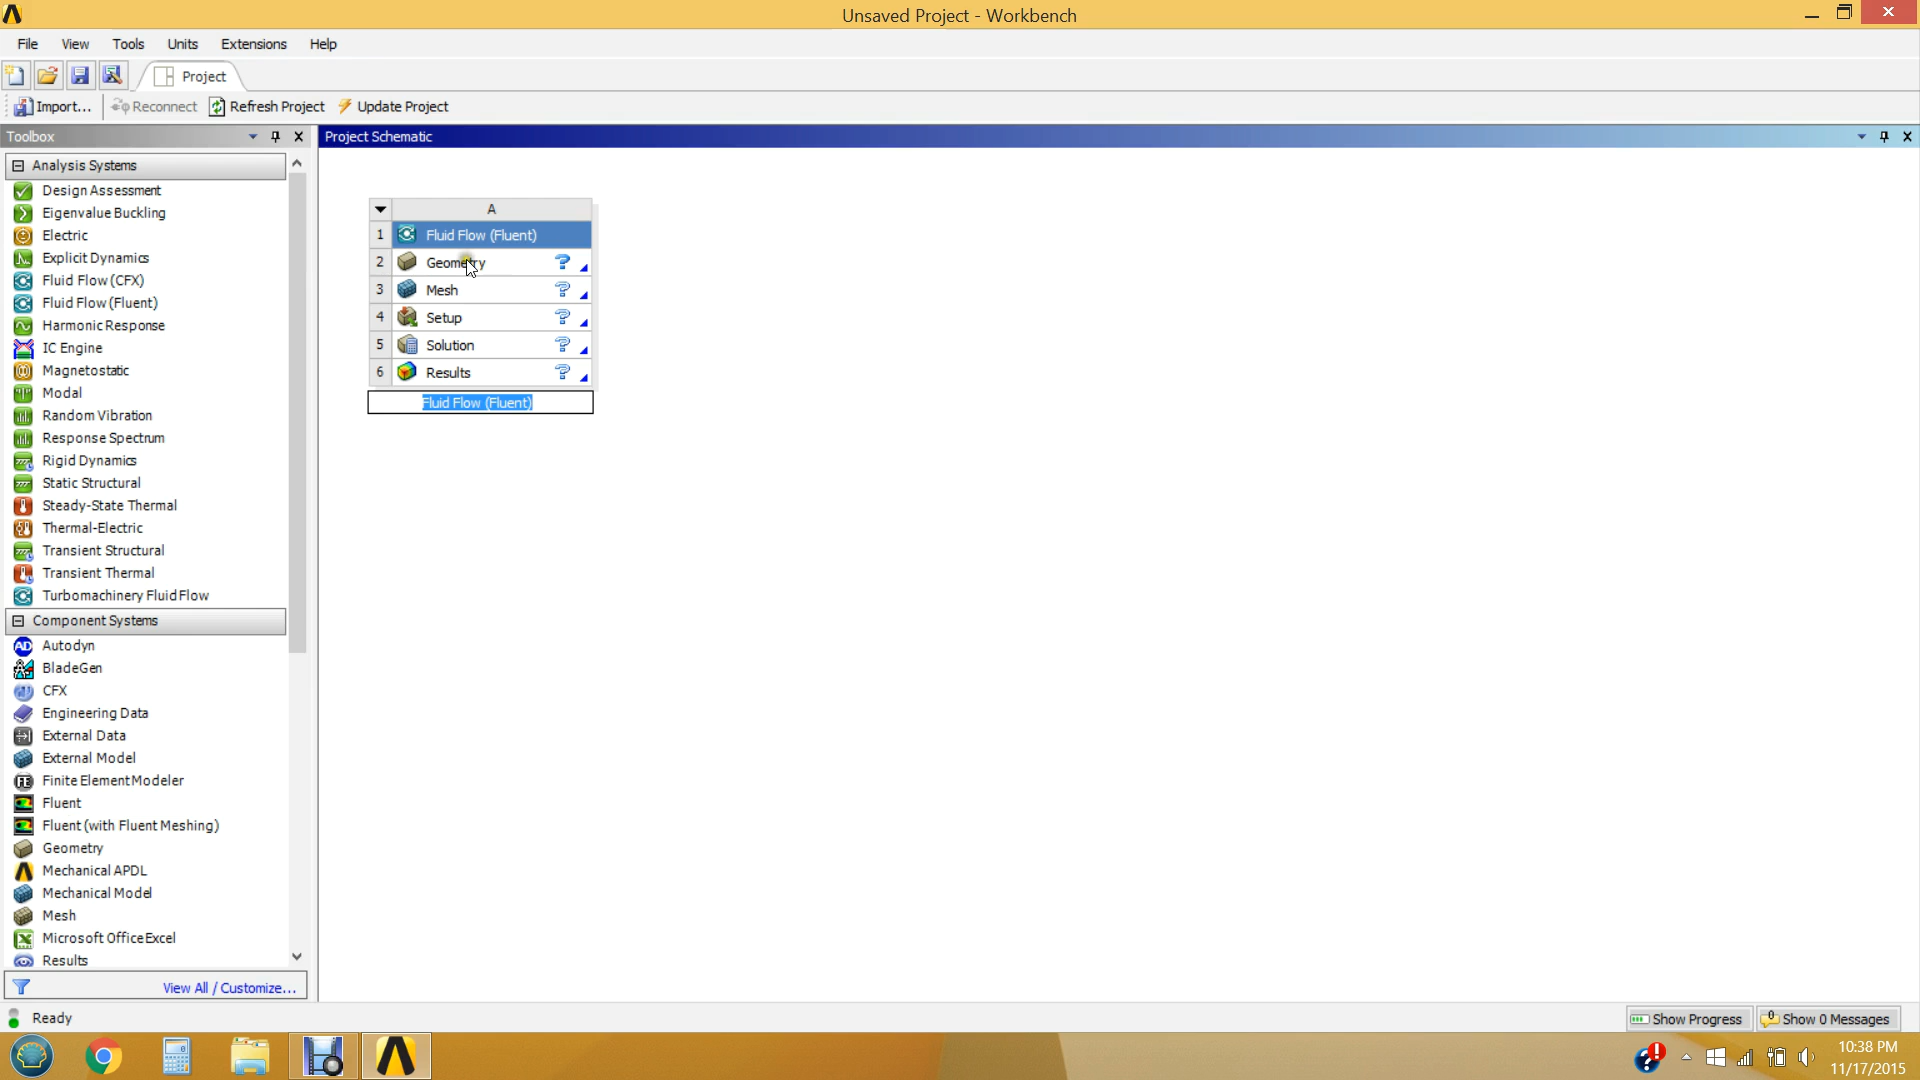 Unsaved Project - Workbench
File View Tools Units Extensions Help
Project
Import... Reconnect Refresh Project Update Project
Toolbox
Project Schematic
Analysis Systems
Design Assessment
Eigenvalue Buckling
Electric
Explicit Dynamics
Fluid Flow (CFX)
Fluid Flow (Fluent)
Harmonic Response
IC Engine
Magnetostatic
Modal
Random Vibration
Response Spectrum
Rigid Dynamics
Static Structural
Steady-State Thermal
Thermal-Electric
Transient Structural
Transient Thermal
Turbomachinery Fluid Flow
Component Systems
AD Autodyn
BladeGen
CFX
Engineering Data
External Data
External Model
FE Finite Element Modeler
Fluent
Fluent (with Fluent Meshing)
Geometry
Mechanical APDL
Mechanical Model
Mesh
Microsoft Office Excel
Results
View All / Customize...
A
1 Fluid Flow (Fluent)
2 Geometry ?
3 Mesh ?
4 Setup ?
5 Solution ?
6 Results ?
Fluid Flow (Fluent)
Ready
Show Progress
0 Show 0 Messages
10:38 PM
11/17/2015